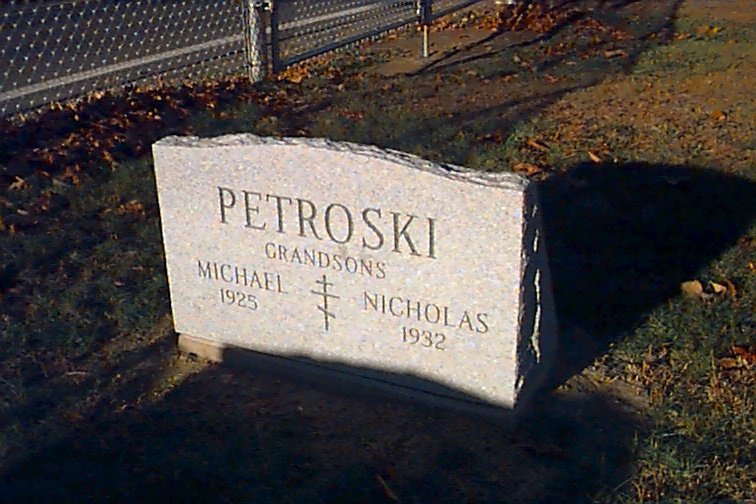 PETROSKI
GRANDSONS
MICHAEL NICHOLAS
1925 1932